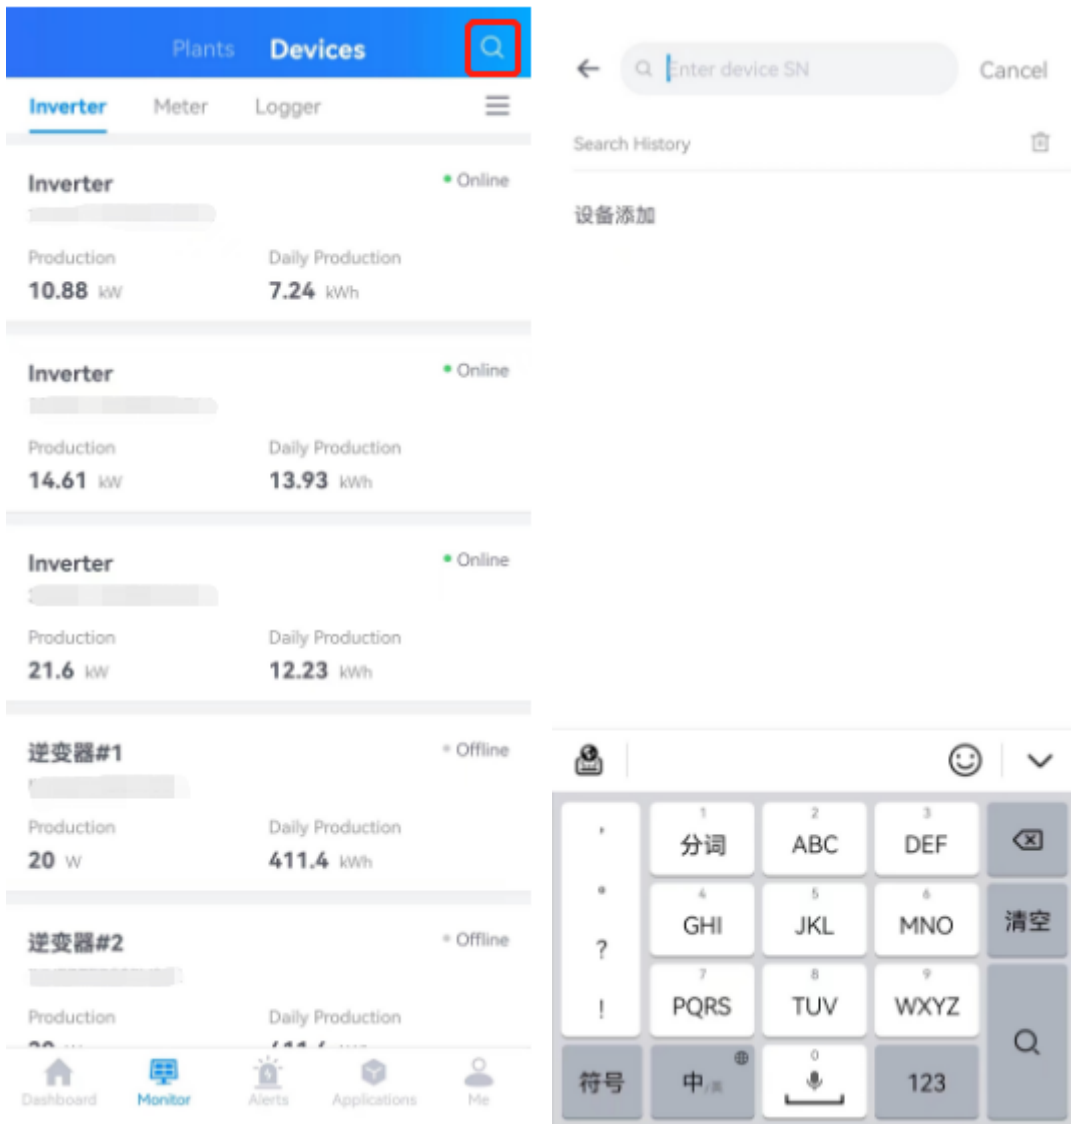 Plants Devices
Inverter Meter Logger
Inverter Online
Production Daily Production
10.88 kW 7.24 kWh
Inverter Online
Production Daily Production
14.61 kW 13.93 kWh
Inverter Online
Production Daily Production
21.6 kW 12.23 kWh
逆变器#1 Offline
Production Daily Production
20 W 411.4 kWh
逆变器#2 Offline
Production Daily Production
Dashboard Monitor Alerts Applications Me
Enter device SN Cancel
Search History
设备添加
, 1 分词 2 ABC 3 DEF
。 4 GHI 5 JKL 6 MNO 清空
?
! 7 PQRS 8 TUV 9 WXYZ
符号 中/英 0 123